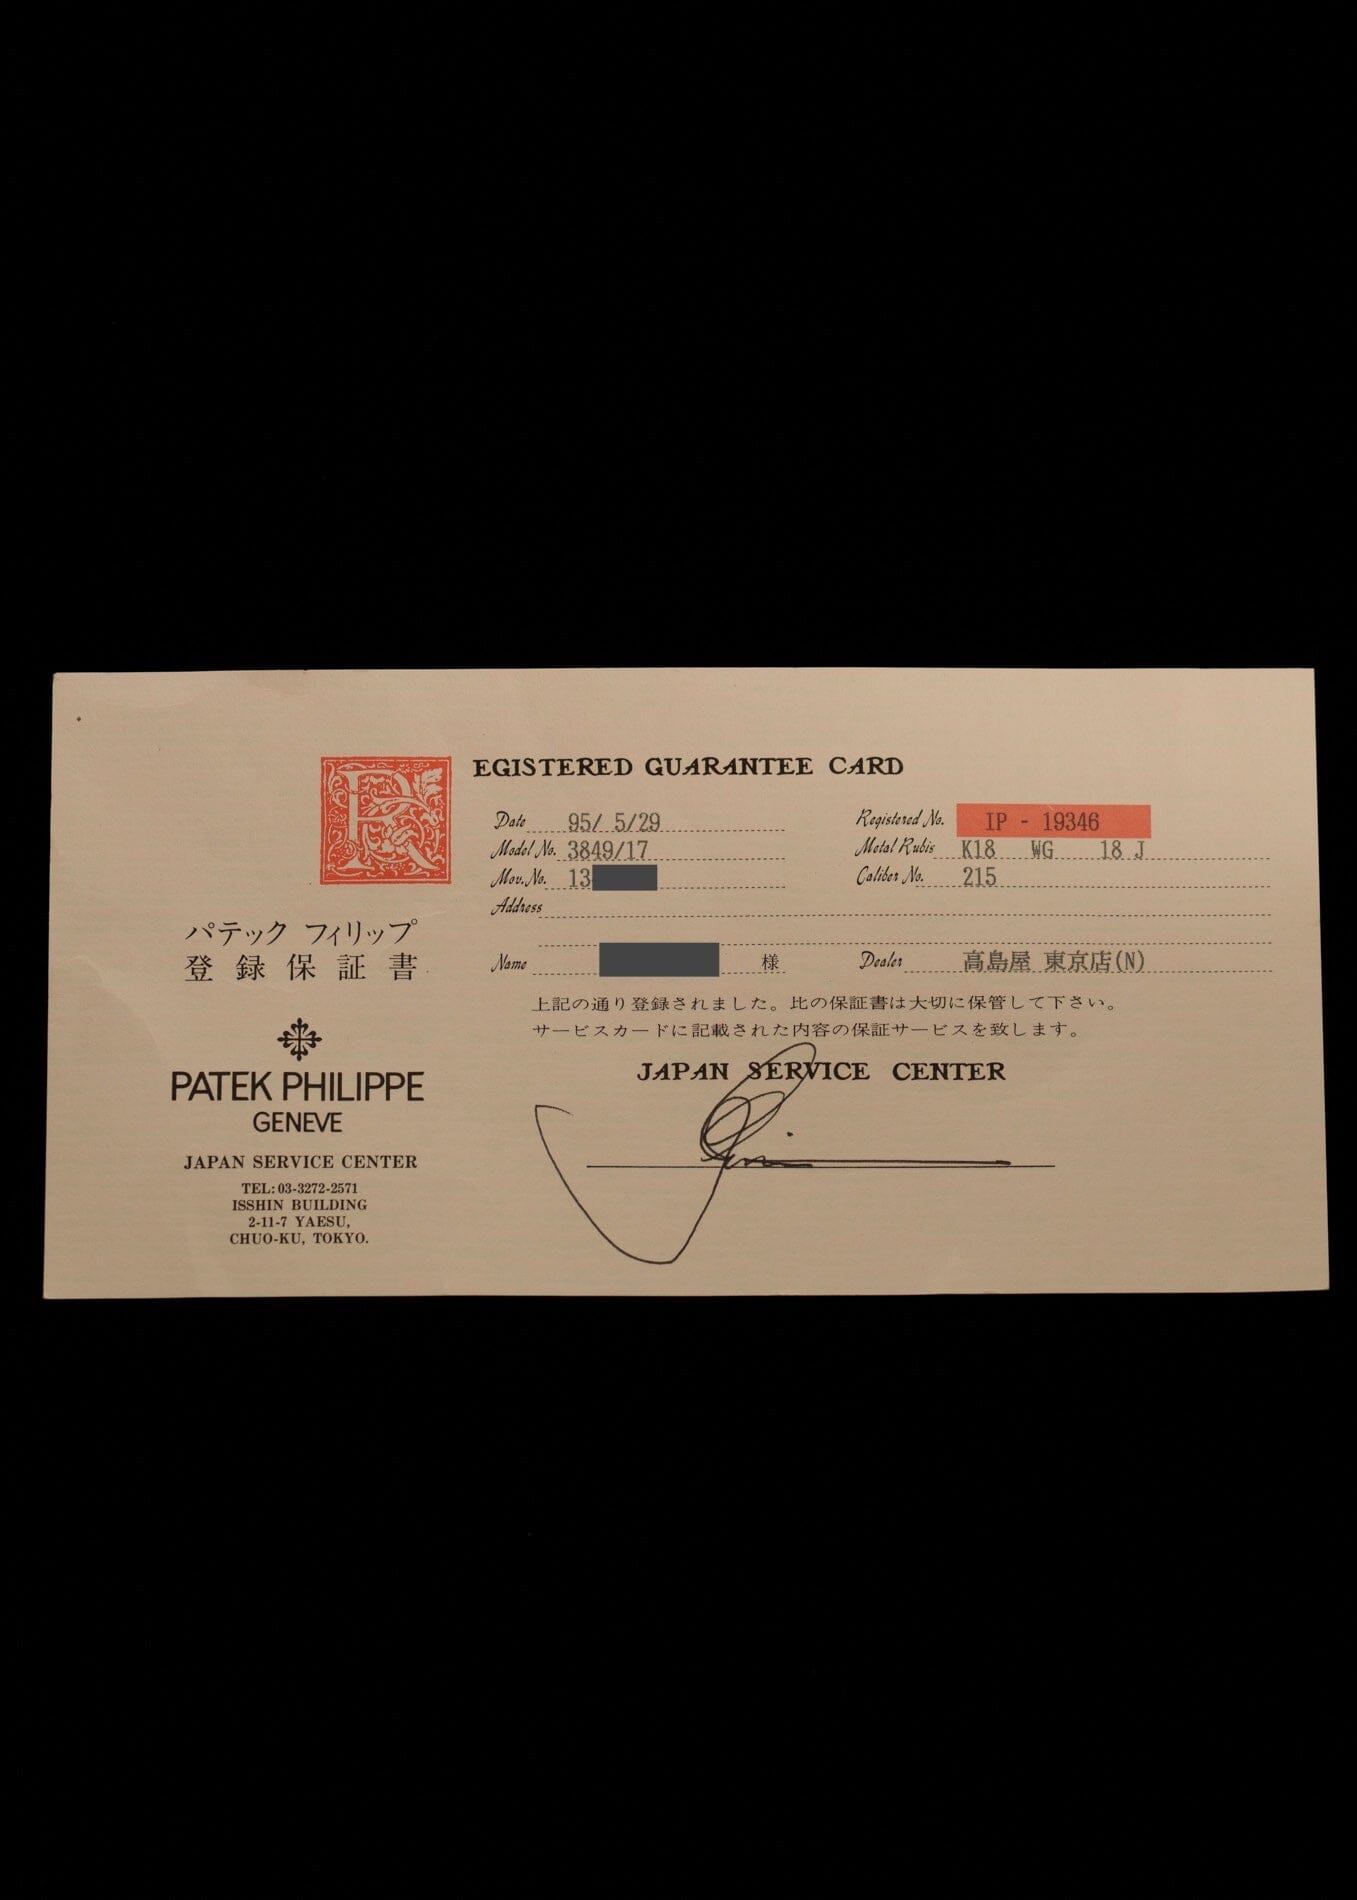 REGISTERED GUARANTEE CARD
Date 95/ 5/29
Registered No. IP - 19346
Model No. 3849/17
Metal Rubis K18 WG 18 J
Mov. No. 13
Caliber No. 215
Address
Name 様
Dealer 高島屋 東京店(N)
上記の通り登録されました。比の保証書は大切に保管して下さい。
サービスカードに記載された内容の保証サービスを致します。
JAPAN SERVICE CENTER
パテック フィリップ
登録保証書
PATEK PHILIPPE
GENEVE
JAPAN SERVICE CENTER
TEL: 03-3272-2571
ISSHIN BUILDING
2-11-7 YAESU,
CHUO-KU, TOKYO.